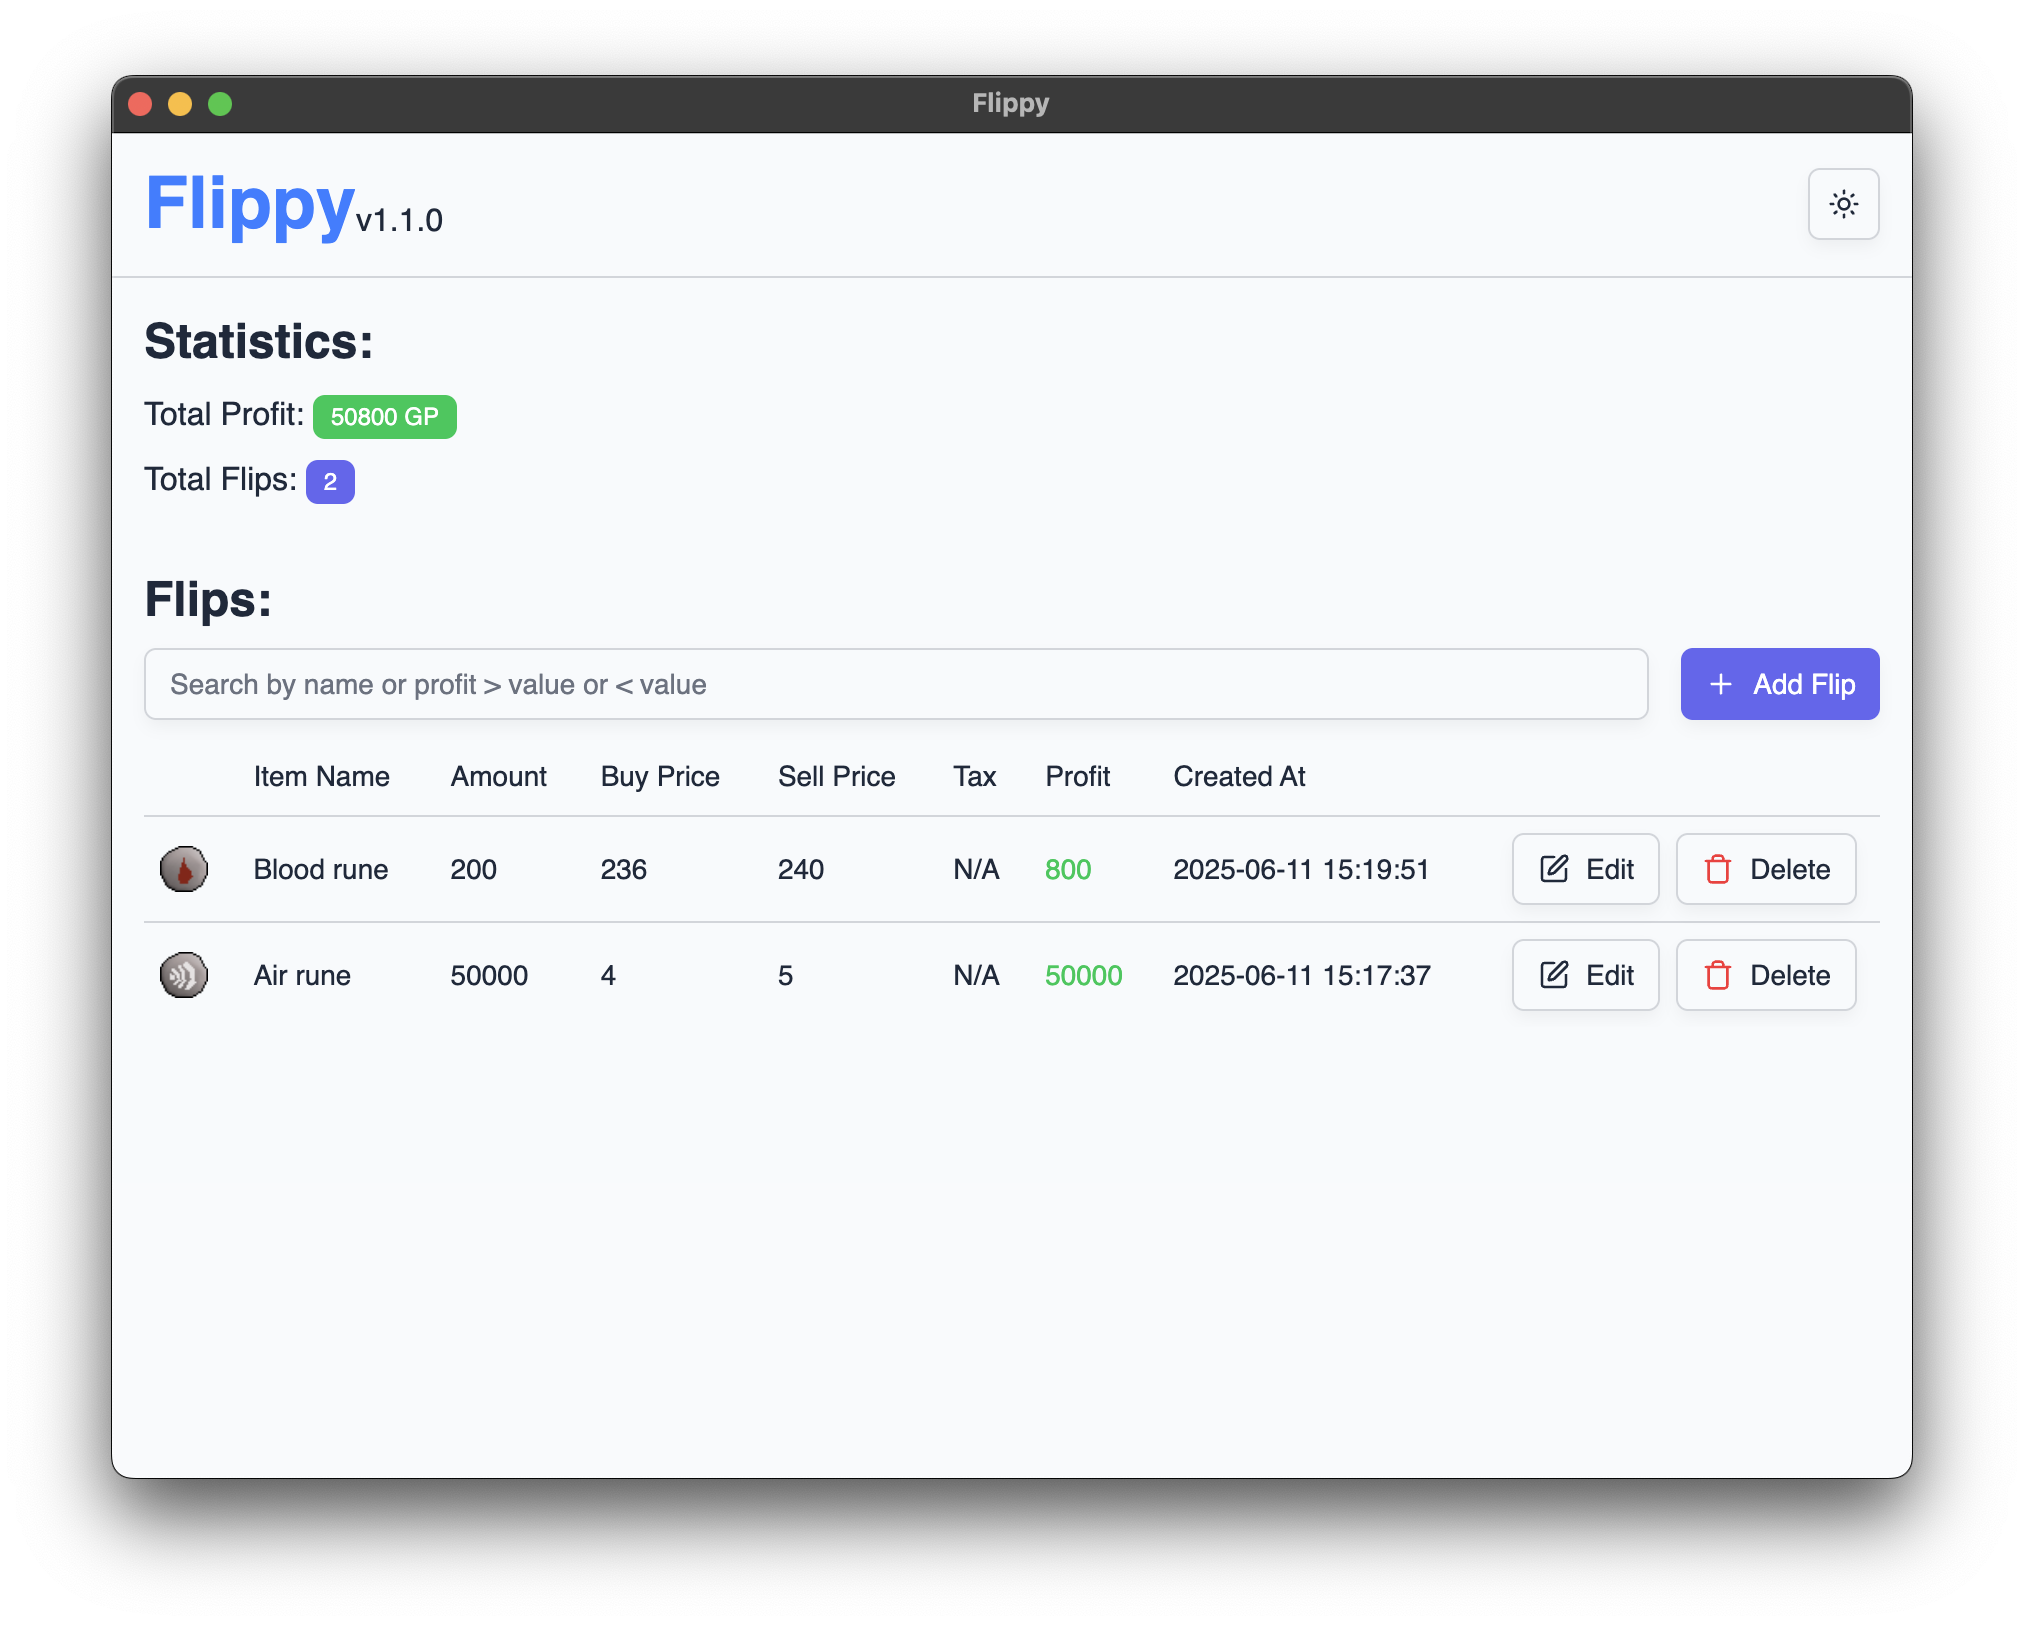 Flippy
Flippy v1.1.0
Statistics:
Total Profit: 50800 GP
Total Flips: 2
Flips:
Search by name or profit > value or < value
Add Flip
Item Name Amount Buy Price Sell Price Tax Profit Created At
Blood rune 200 236 240 N/A 800 2025-06-11 15:19:51 Edit Delete
Air rune 50000 4 5 N/A 50000 2025-06-11 15:17:37 Edit Delete